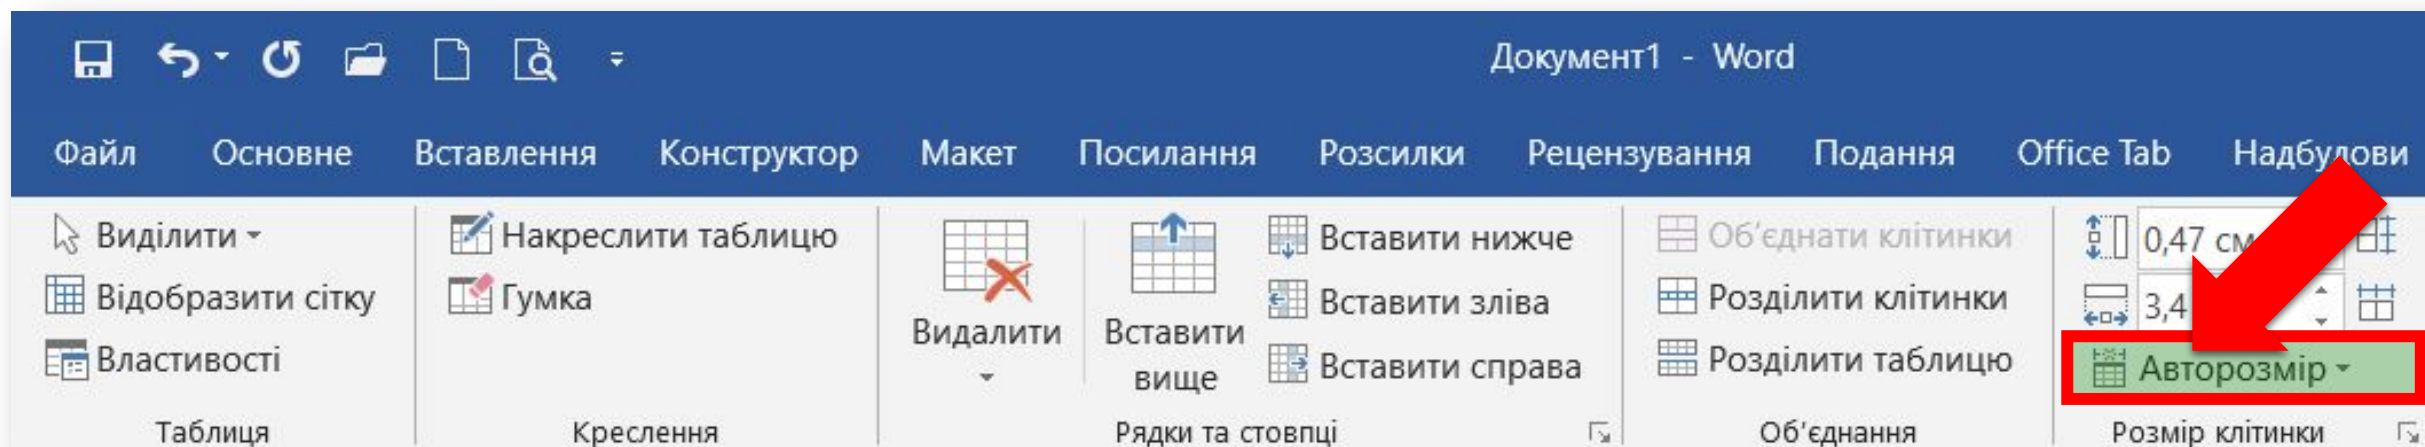 Документ1 - Word
Файл Основне Вставлення Конструктор Макет Посилання Розсилки Рецензування Подання Office Tab Надбудови
Виділити
Відобразити сітку
Властивості
Таблиця
Накреслити таблицю
Гумка
Креслення
Видалити
Вставити
вище
Вставити нижче
Вставити зліва
Вставити справа
Рядки та стовпці
Об'єднати клітинки
Розділити клітинки
Розділити таблицю
Об'єднання
0,47 см
3,4
Авторозмір
Розмір клітинки